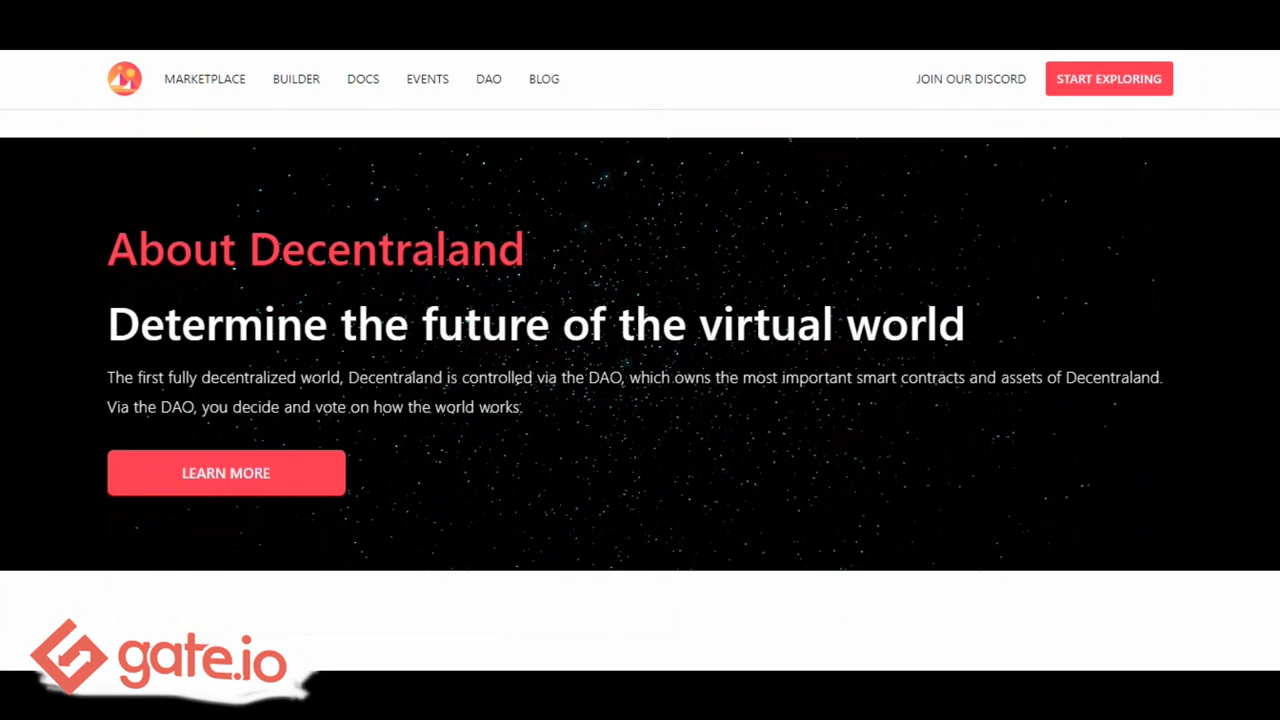 MARKETPLACE BUILDER DOCS EVENTS DAO BLOG JOIN OUR DISCORD START EXPLORING
About Decentraland
Determine the future of the virtual world
The first fully decentralized world, Decentraland is controlled via the DAO, which owns the most important smart contracts and assets of Decentraland.
Via the DAO, you decide and vote on how the world works.
LEARN MORE
gate.io